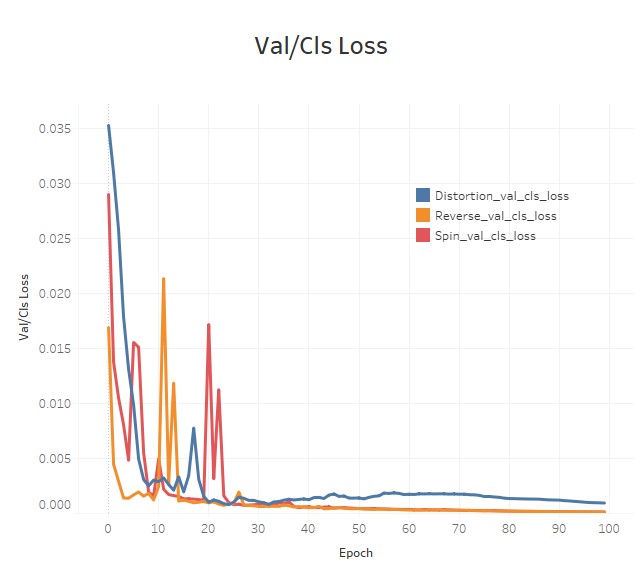 Val/Cls Loss
0.035
0.030
0.025
0.020
0.015
0.010
0.005
0.000
Val/Cls Loss
Distortion_val_cls_loss
Reverse_val_cls_loss
Spin_val_cls_loss
0 10 20 30 40 50 60 70 80 90 100
Epoch